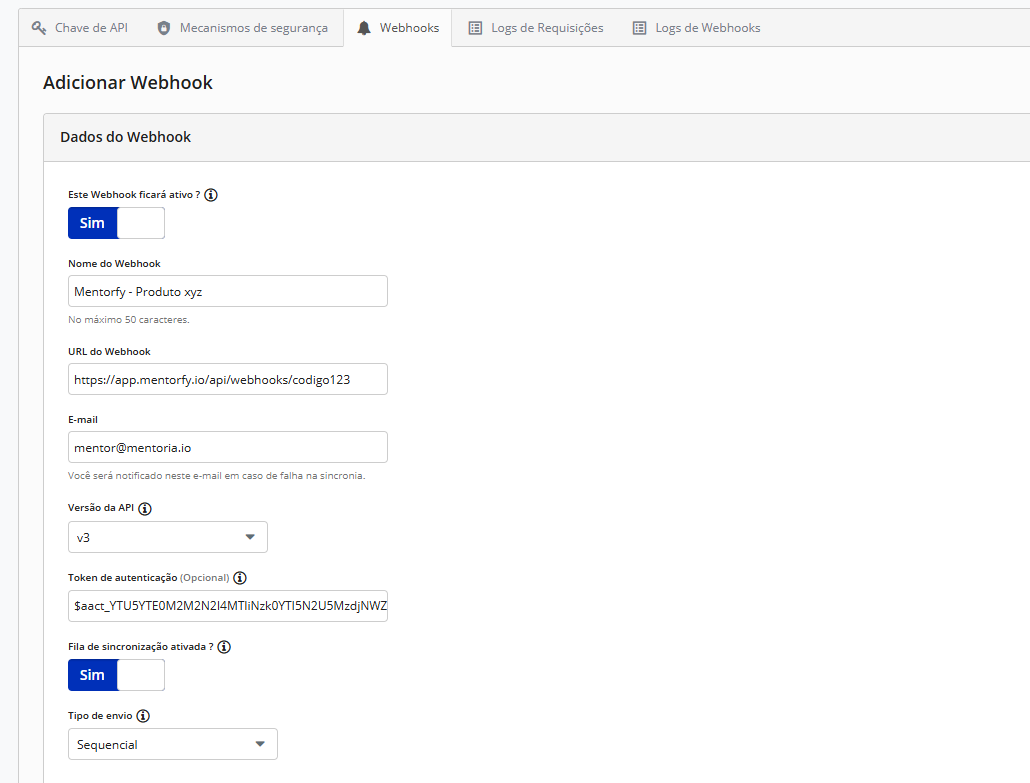 Chave de API Mecanismos de segurança Webhooks Logs de Requisições Logs de Webhooks
Adicionar Webhook
Dados do Webhook
Este Webhook ficará ativo ?
Sim
Nome do Webhook
Mentorfy - Produto xyz
No máximo 50 caracteres.
URL do Webhook
https://app.mentorfy.io/api/webhooks/codigo123
E-mail
mentor@mentoria.io
Você será notificado neste e-mail em caso de falha na sincronia.
Versão da API
v3
Token de autenticação (Opcional)
$aact_YTU5YTE0M2M2N2I4MTliNzk0YTI5N2U5MzdjNWZ
Fila de sincronização ativada ?
Sim
Tipo de envio
Sequencial